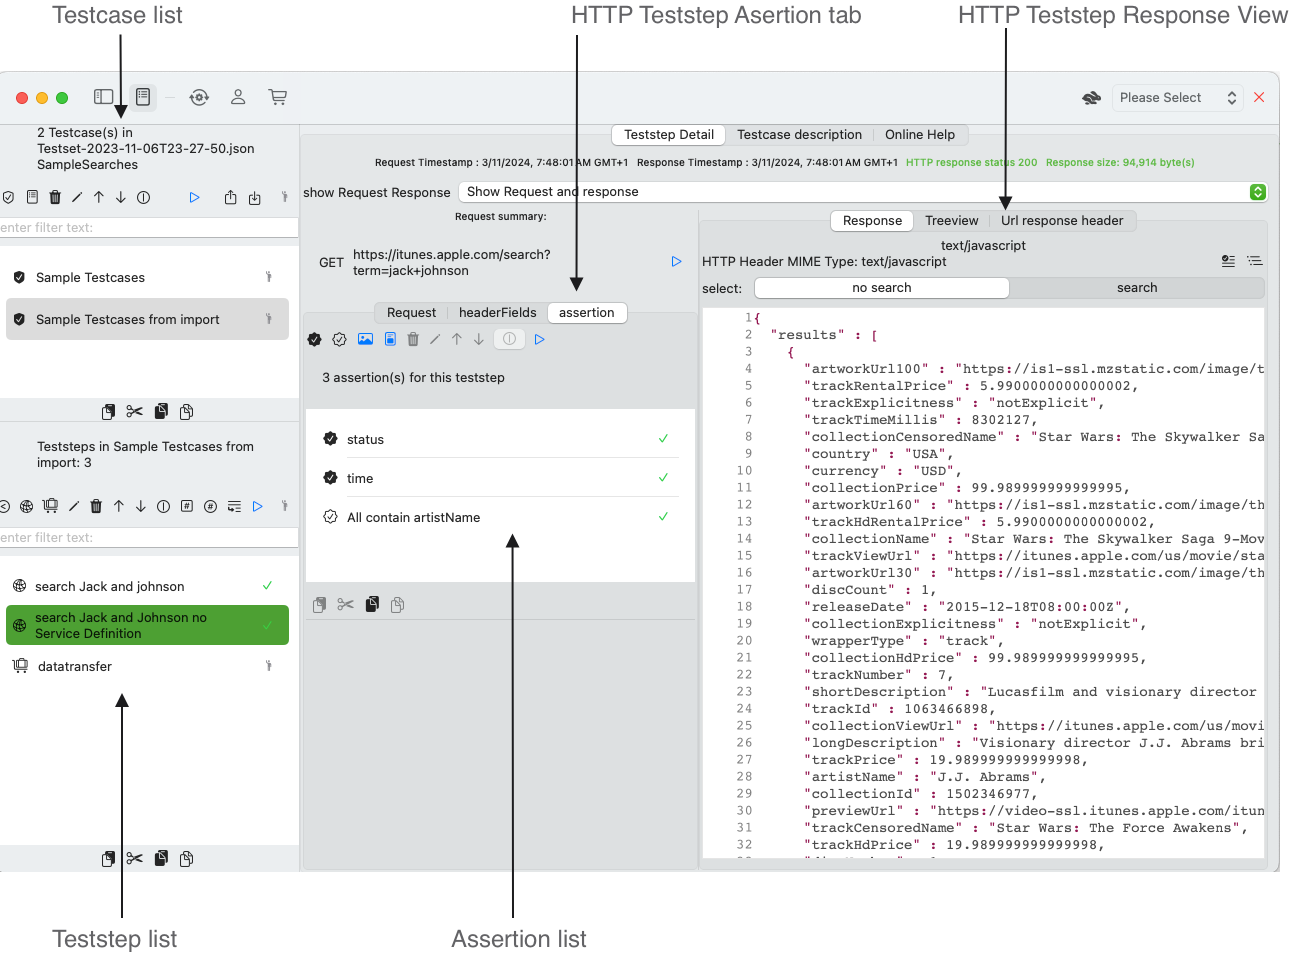 Testcase list
HTTP Teststep Asertion tab
HTTP Teststep Response View
Please Select
2 Testcase(s) in
Testset-2023-11-06T23-27-50.json
SampleSearches
enter filter text:
Sample Testcases
Sample Testcases from import
Teststeps in Sample Testcases from
import: 3
enter filter text:
search Jack and johnson
search Jack and Johnson no
Service Definition
datatransfer
Teststep Detail
Testcase description
Online Help
Request Timestamp : 3/11/2024, 7:48:01 AM GMT+1 Response Timestamp : 3/11/2024, 7:48:01 AM GMT+1 HTTP response status 200 Response size: 94,914 byte(s)
show Request Response
Show Request and response
Request summary:
GET
https://itunes.apple.com/search?
term=jack+johnson
Request
headerFields
assertion
3 assertion(s) for this teststep
status
time
All contain artistName
Response
Treeview
Url response header
text/javascript
HTTP Header MIME Type: text/javascript
select:
no search
search
1 {
2 "results" : [
3 {
4 "artworkUrl100" : "https://is1-ssl.mzstatic.com/image/t
5 "trackRentalPrice" : 5.9900000000000002,
6 "trackExplicitness" : "notExplicit",
7 "trackTimeMillis" : 8302127,
8 "collectionCensoredName" : "Star Wars: The Skywalker Sa
9 "country" : "USA",
10 "currency" : "USD",
11 "collectionPrice" : 99.989999999999995,
12 "artworkUrl60" : "https://is1-ssl.mzstatic.com/image/th
13 "trackHdRentalPrice" : 5.9900000000000002,
14 "collectionName" : "Star Wars: The Skywalker Saga 9-Mov
15 "trackViewUrl" : "https://itunes.apple.com/us/movie/sta
16 "artworkUrl30" : "https://is1-ssl.mzstatic.com/image/th
17 "discCount" : 1,
18 "releaseDate" : "2015-12-18T08:00:00Z",
19 "collectionExplicitness" : "notExplicit",
20 "wrapperType" : "track",
21 "collectionHdPrice" : 99.989999999999995,
22 "trackNumber" : 7,
23 "shortDescription" : "Lucasfilm and visionary director
24 "trackId" : 1063466898,
25 "collectionViewUrl" : "https://itunes.apple.com/us/movi
26 "longDescription" : "Visionary director J.J. Abrams bri
27 "trackPrice" : 19.989999999999998,
28 "artistName" : "J.J. Abrams",
29 "collectionId" : 1502346977,
30 "previewUrl" : "https://video-ssl.itunes.apple.com/itun
31 "trackCensoredName" : "Star Wars: The Force Awakens",
32 "trackHdPrice" : 19.989999999999998,
Teststep list
Assertion list